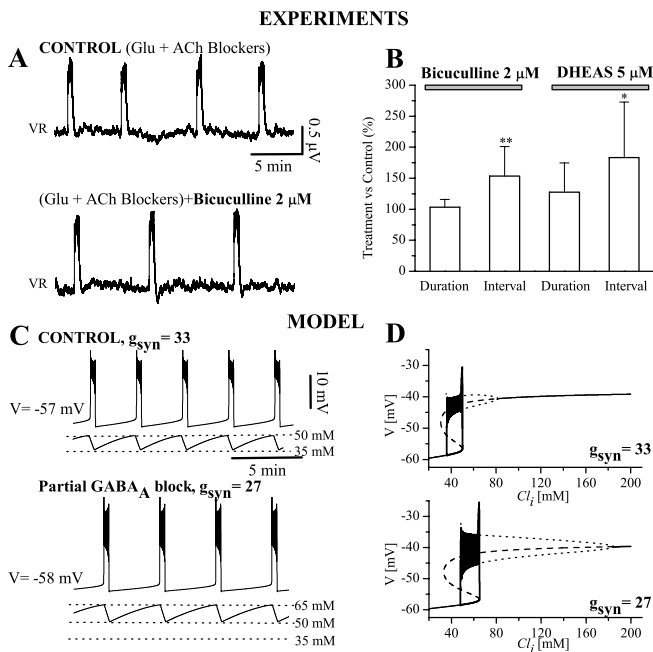 EXPERIMENTS
A
CONTROL (Glu + ACh Blockers)
VR
0.5 µV
5 min
(Glu + ACh Blockers)+Bicuculline 2 µM
VR
B
Bicuculline 2 µM
DHEAS 5 µM
Treatment vs Control (%)
300
250
200
150
100
50
0
**
*
Duration
Interval
Duration
Interval
MODEL
C
CONTROL, gsyn= 33
V= -57 mV
10 mV
50 mM
35 mM
5 min
Partial GABAA block, gsyn= 27
V= -58 mV
65 mM
50 mM
35 mM
D
V [mV]
-30
-40
-50
-60
40
80
120
160
200
Cli [mM]
gsyn= 33
V [mV]
-30
-40
-50
-60
40
80
120
160
200
Cli [mM]
gsyn= 27